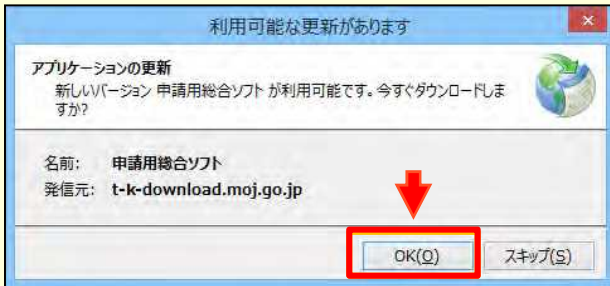 利用可能な更新があります
アプリケーションの更新
新しいバージョン 申請用総合ソフト が利用可能です。今すぐダウンロードしま
すか?
名前: 申請用総合ソフト
発信元: t-k-download.moj.go.jp
OK(O) スキップ(S)